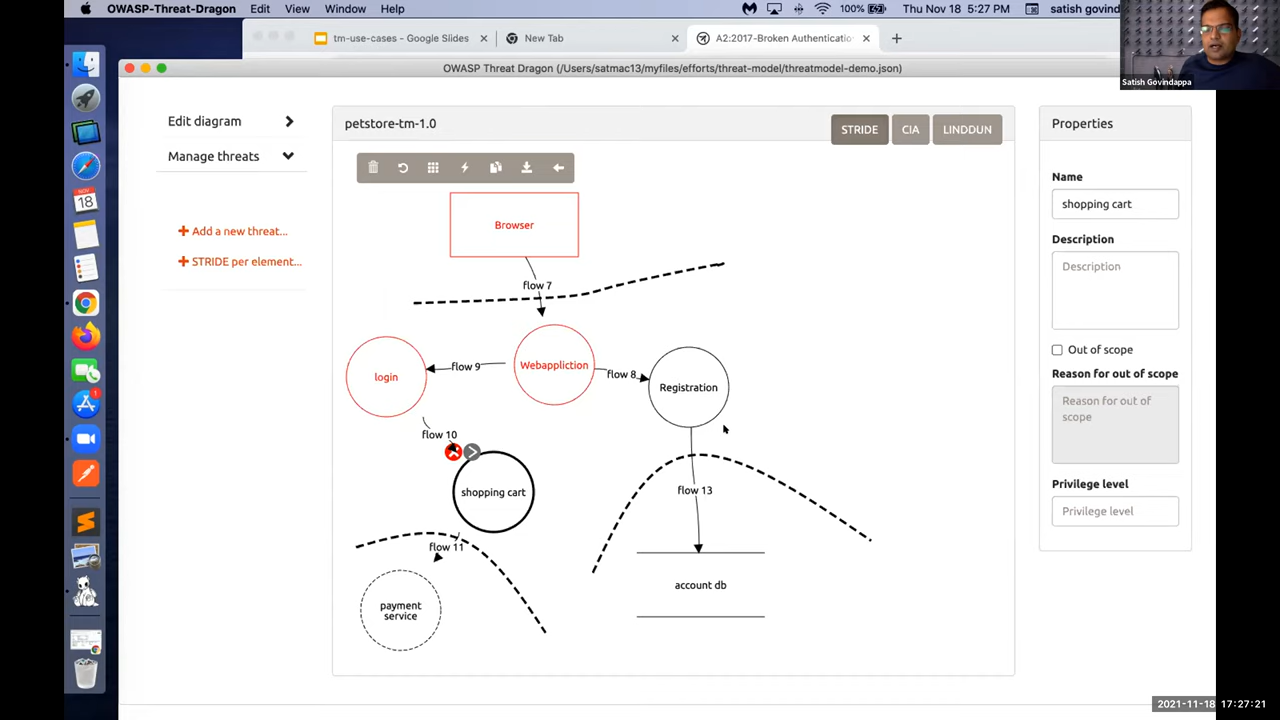 OWASP-Threat-Dragon Edit View Window Help 100% Thu Nov 18 5:27 PM satish govind
tm-use-cases - Google Slides New Tab A2:2017-Broken Authenticatio
OWASP Threat Dragon (/Users/satmac13/myfiles/efforts/threat-model/threatmodel-demo.json)
Satish Govindappa
NOV
18
1
Edit diagram
Manage threats
Add a new threat...
STRIDE per element...
petstore-tm-1.0
STRIDE CIA LINDDUN
Browser
flow 7
login
flow 9
Webappliction
flow 8
Registration
flow 10
shopping cart
flow 13
flow 11
payment
service
account db
Properties
Name
shopping cart
Description
Description
Out of scope
Reason for out of scope
Reason for out of
scope
Privilege level
Privilege level
2021-11-18 17:27:21